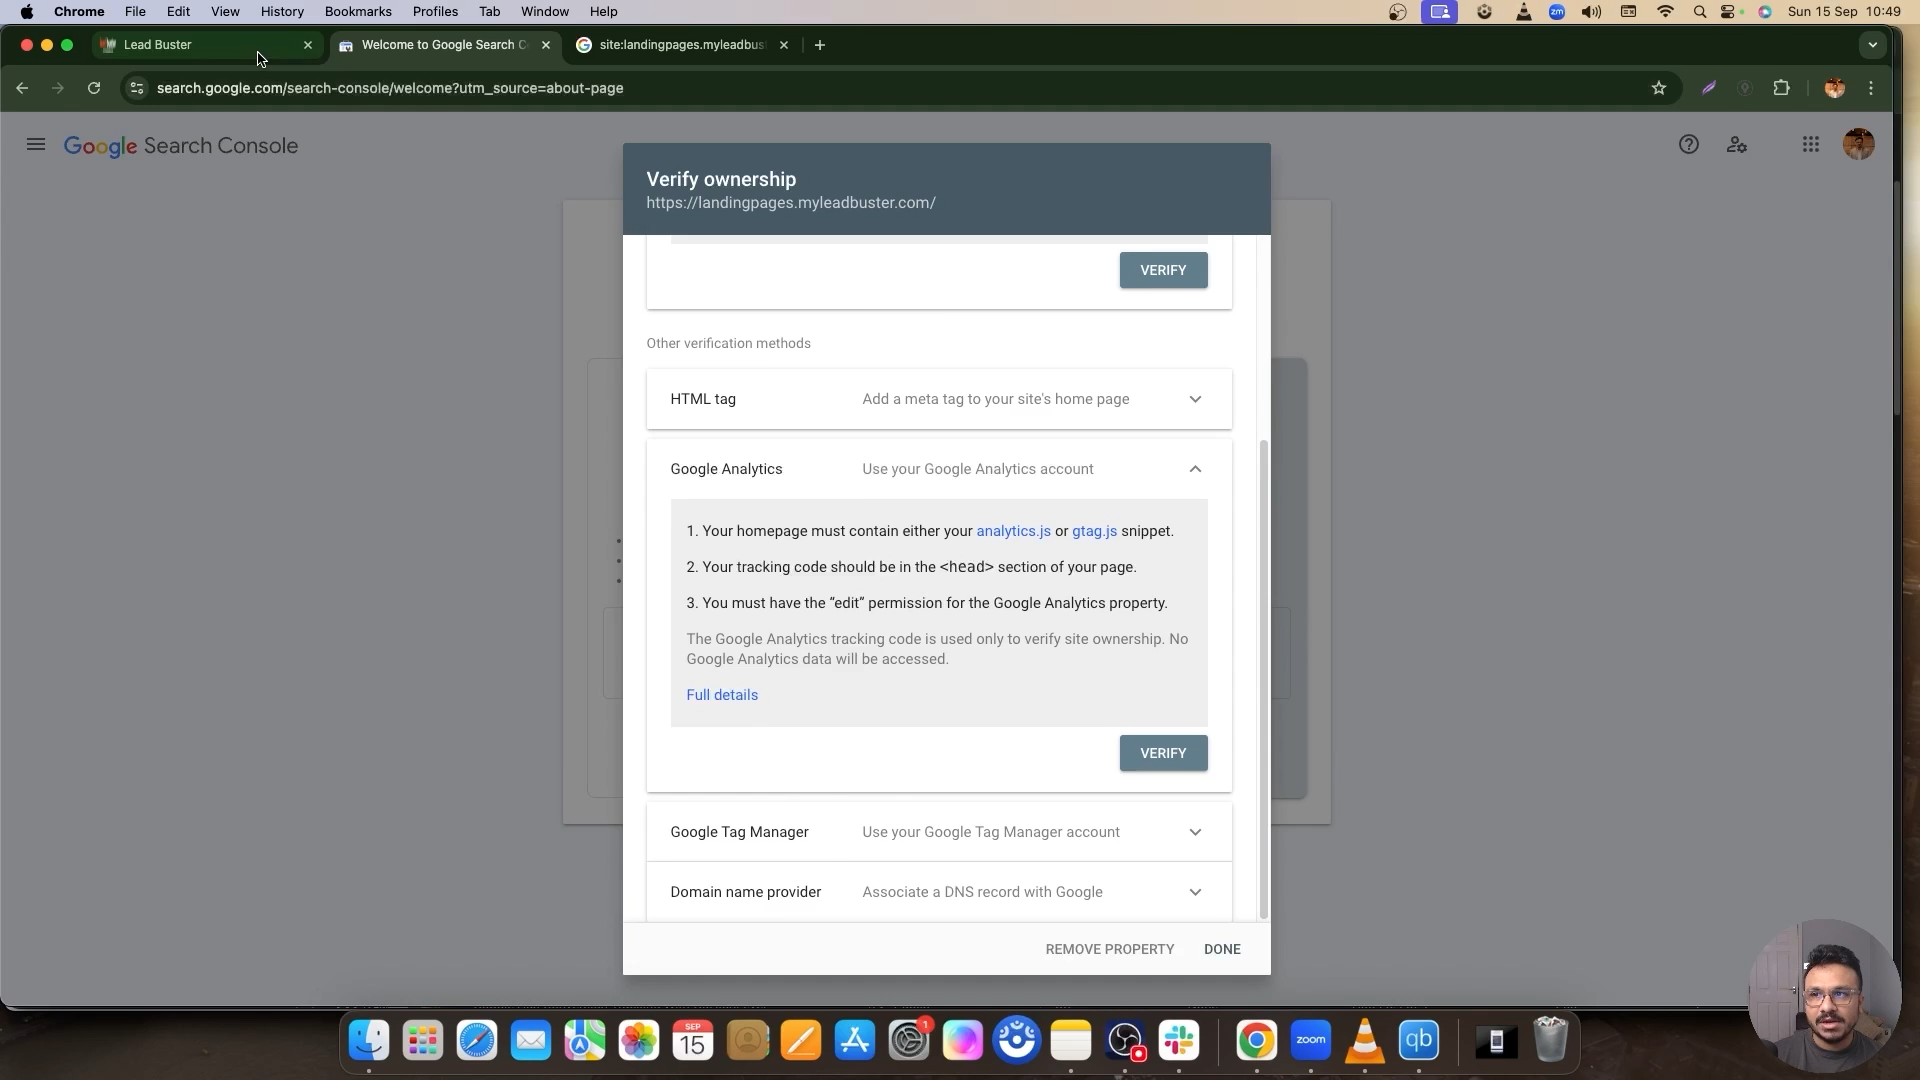 Chrome File Edit View History Bookmarks Profiles Tab Window Help
zm
Sun 15 Sep 10:49
Lead Buster
Welcome to Google Search C
site:landingpages.myleadbus
search.google.com/search-console/welcome?utm_source=about-page
Google Search Console
Verify ownership
https://landingpages.myleadbuster.com/
VERIFY
Other verification methods
HTML tag Add a meta tag to your site's home page
Google Analytics Use your Google Analytics account
1. Your homepage must contain either your analytics.js or gtag.js snippet.
2. Your tracking code should be in the <head> section of your page.
3. You must have the “edit” permission for the Google Analytics property.
The Google Analytics tracking code is used only to verify site ownership. No
Google Analytics data will be accessed.
Full details
VERIFY
Google Tag Manager Use your Google Tag Manager account
Domain name provider Associate a DNS record with Google
REMOVE PROPERTY DONE
SEP
15
1
zoom
qb